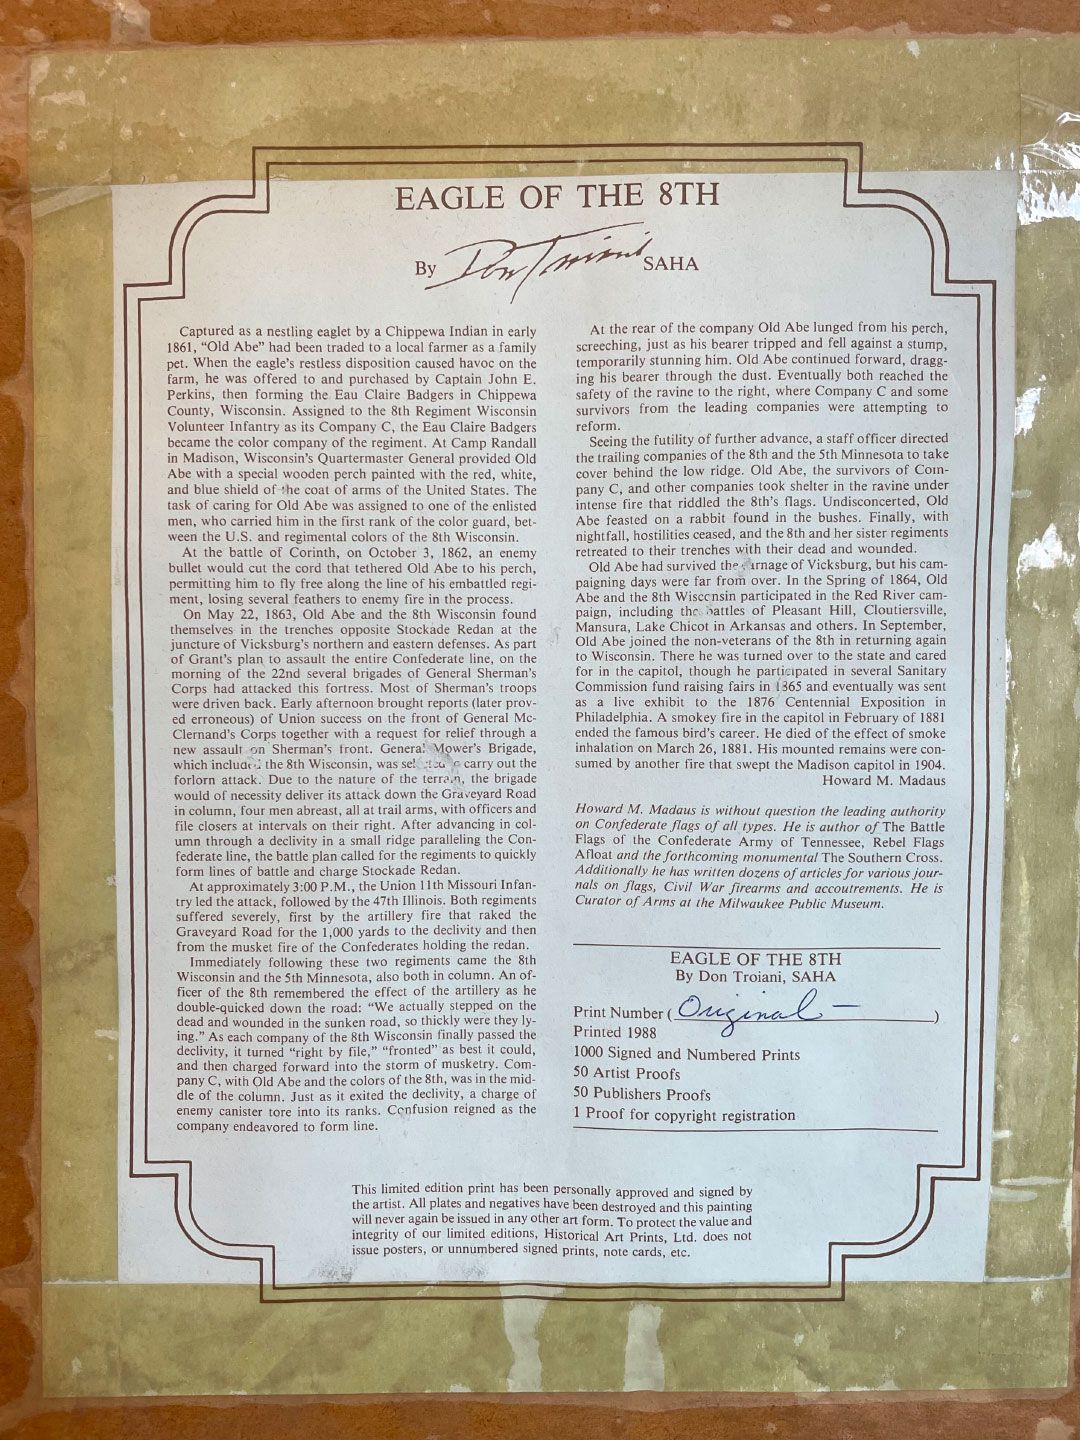 EAGLE OF THE 8TH
By Don Troiani SAHA
Captured as a nestling eaglet by a Chippewa Indian in early
1861, “Old Abe” had been traded to a local farmer as a family
pet. When the eagle's restless disposition caused havoc on the
farm, he was offered to and purchased by Captain John E.
Perkins, then forming the Eau Claire Badgers in Chippewa
County, Wisconsin. Assigned to the 8th Regiment Wisconsin
Volunteer Infantry as its Company C, the Eau Claire Badgers
became the color company of the regiment. At Camp Randall
in Madison, Wisconsin's Quartermaster General provided Old
Abe with a special wooden perch painted with the red, white,
and blue shield of the coat of arms of the United States. The
task of caring for Old Abe was assigned to one of the enlisted
men, who carried him in the first rank of the color guard, bet-
ween the U.S. and regimental colors of the 8th Wisconsin.
At the battle of Corinth, on October 3, 1862, an enemy
bullet would cut the cord that tethered Old Abe to his perch,
permitting him to fly free along the line of his embattled regi-
ment, losing several feathers to enemy fire in the process.
On May 22, 1863, Old Abe and the 8th Wisconsin found
themselves in the trenches opposite Stockade Redan at the
juncture of Vicksburg's northern and eastern defenses. As part
of Grant's plan to assault the entire Confederate line, on the
morning of the 22nd several brigades of General Sherman's
Corps had attacked this fortress. Most of Sherman's troops
were driven back. Early afternoon brought reports (later prov-
ed erroneous) of Union success on the front of General Mc-
Clernand's Corps together with a request for relief through a
new assault on Sherman's front. General Mower's Brigade,
which included the 8th Wisconsin, was selected to carry out the
forlorn attack. Due to the nature of the terrain, the brigade
would of necessity deliver its attack down the Graveyard Road
in column, four men abreast, all at trail arms, with officers and
file closers at intervals on their right. After advancing in col-
umn through a declivity in a small ridge paralleling the Con-
federate line, the battle plan called for the regiments to quickly
form lines of battle and charge Stockade Redan.
At approximately 3:00 P.M., the Union 11th Missouri Infan-
try led the attack, followed by the 47th Illinois. Both regiments
suffered severely, first by the artillery fire that raked the
Graveyard Road for the 1,000 yards to the declivity and then
from the musket fire of the Confederates holding the redan.
Immediately following these two regiments came the 8th
Wisconsin and the 5th Minnesota, also both in column. An of-
ficer of the 8th remembered the effect of the artillery as he
double-quicked down the road: “We actually stepped on the
dead and wounded in the sunken road, so thickly were they ly-
ing.” As each company of the 8th Wisconsin finally passed the
declivity, it turned “right by file,” “fronted” as best it could,
and then charged forward into the storm of musketry. Com-
pany C, with Old Abe and the colors of the 8th, was in the mid-
dle of the column. Just as it exited the declivity, a charge of
enemy canister tore into its ranks. Confusion reigned as the
company endeavored to form line.
At the rear of the company Old Abe lunged from his perch,
screeching, just as his bearer tripped and fell against a stump,
temporarily stunning him. Old Abe continued forward, dragg-
ing his bearer through the dust. Eventually both reached the
safety of the ravine to the right, where Company C and some
survivors from the leading companies were attempting to
reform.
Seeing the futility of further advance, a staff officer directed
the trailing companies of the 8th and the 5th Minnesota to take
cover behind the low ridge. Old Abe, the survivors of Com-
pany C, and other companies took shelter in the ravine under
intense fire that riddled the 8th's flags. Undisconcerted, Old
Abe feasted on a rabbit found in the bushes. Finally, with
nightfall, hostilities ceased, and the 8th and her sister regiments
retreated to their trenches with their dead and wounded.
Old Abe had survived the carnage of Vicksburg, but his cam-
paigning days were far from over. In the Spring of 1864, Old
Abe and the 8th Wisconsin participated in the Red River cam-
paign, including the battles of Pleasant Hill, Cloutiersville,
Mansura, Lake Chicot in Arkansas and others. In September,
Old Abe joined the non-veterans of the 8th in returning again
to Wisconsin. There he was turned over to the state and cared
for in the capitol, though he participated in several Sanitary
Commission fund raising fairs in 1865 and eventually was sent
as a live exhibit to the 1876 Centennial Exposition in
Philadelphia. A smokey fire in the capitol in February of 1881
ended the famous bird's career. He died of the effect of smoke
inhalation on March 26, 1881. His mounted remains were con-
sumed by another fire that swept the Madison capitol in 1904.
Howard M. Madaus
Howard M. Madaus is without question the leading authority
on Confederate flags of all types. He is author of The Battle
Flags of the Confederate Army of Tennessee, Rebel Flags
Afloat and the forthcoming monumental The Southern Cross.
Additionally he has written dozens of articles for various jour-
nals on flags, Civil War firearms and accoutrements. He is
Curator of Arms at the Milwaukee Public Museum.
EAGLE OF THE 8TH
By Don Troiani, SAHA
Print Number ( Original )
Printed 1988
1000 Signed and Numbered Prints
50 Artist Proofs
50 Publishers Proofs
1 Proof for copyright registration
This limited edition print has been personally approved and signed by
the artist. All plates and negatives have been destroyed and this painting
will never again be issued in any other art form. To protect the value and
integrity of our limited editions, Historical Art Prints, Ltd. does not
issue posters, or unnumbered signed prints, note cards, etc.